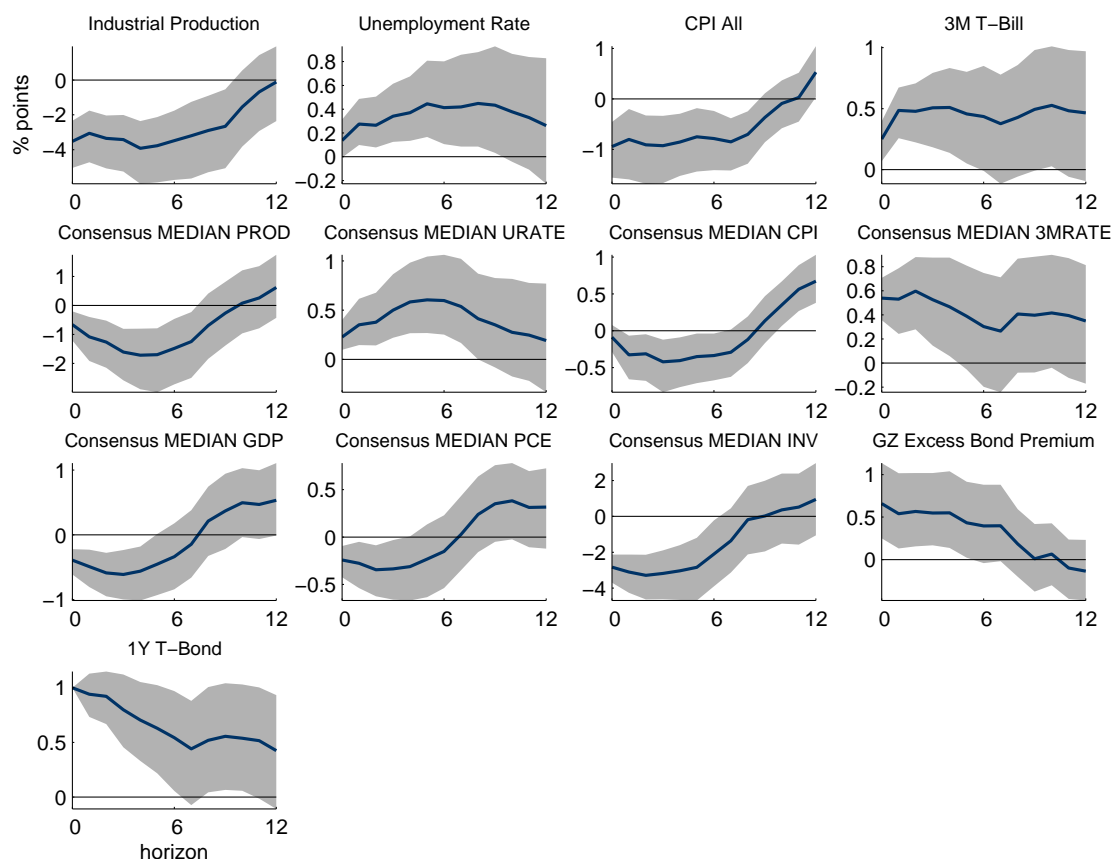 Industrial Production
Unemployment Rate
CPI All
3M T−Bill
% points
0
−2
−4
0 6 12
0.8
0.6
0.4
0.2
0
−0.2
0 6 12
1
0
−1
0 6 12
1
0.5
0
0 6 12
Consensus MEDIAN PROD
Consensus MEDIAN URATE
Consensus MEDIAN CPI
Consensus MEDIAN 3MRATE
1
0
−1
−2
0 6 12
1
0.5
0
0 6 12
1
0.5
0
−0.5
0 6 12
0.8
0.6
0.4
0.2
0
−0.2
0 6 12
Consensus MEDIAN GDP
Consensus MEDIAN PCE
Consensus MEDIAN INV
GZ Excess Bond Premium
1
0
−1
0 6 12
0.5
0
−0.5
0 6 12
2
0
−2
−4
0 6 12
1
0.5
0
0 6 12
1Y T−Bond
1
0.5
0
0 6 12
horizon